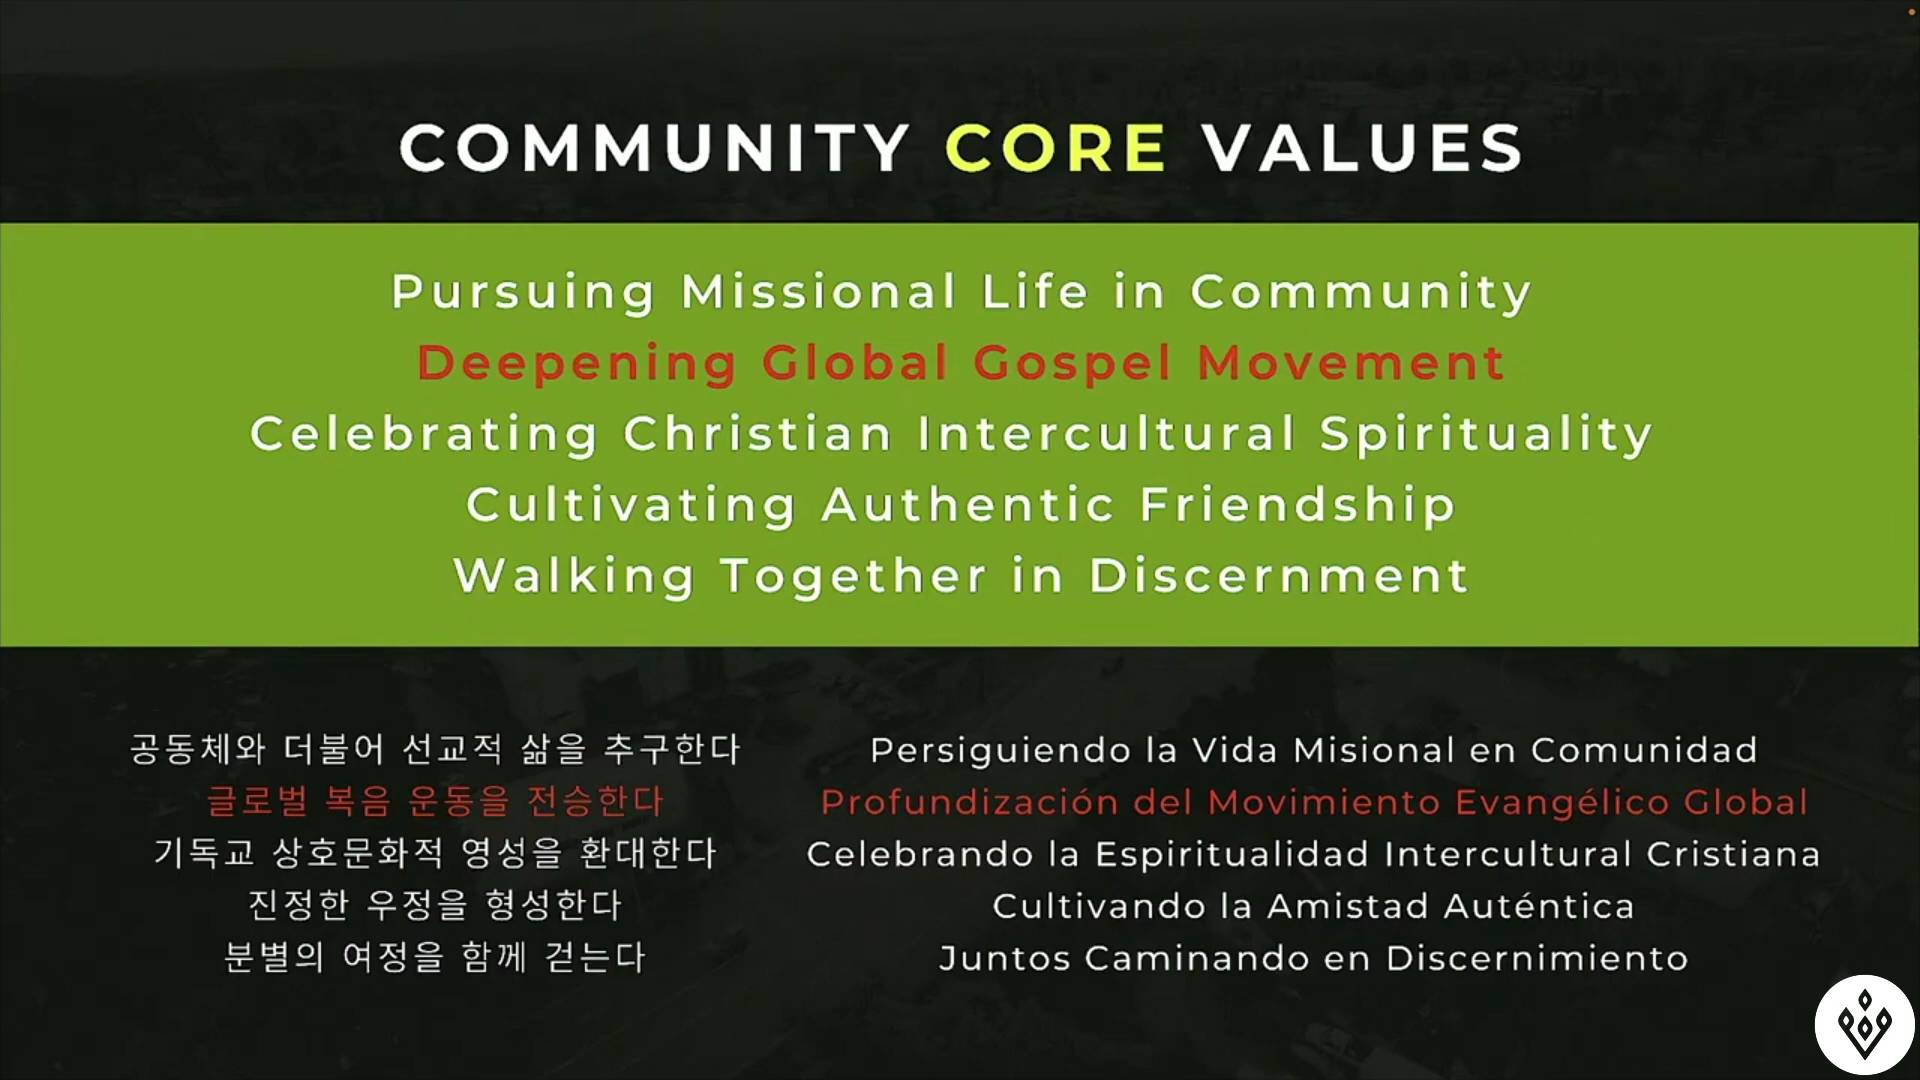 COMMUNITY CORE VALUES
Pursuing Missional Life in Community
Deepening Global Gospel Movement
Celebrating Christian Intercultural Spirituality
Cultivating Authentic Friendship
Walking Together in Discernment
공동체와 더불어 선교적 삶을 추구한다
글로벌 복음 운동을 전승한다
기독교 상호문화적 영성을 환대한다
진정한 우정을 형성한다
분별의 여정을 함께 걷는다
Persiguiendo la Vida Misional en Comunidad
Profundización del Movimiento Evangélico Global
Celebrando la Espiritualidad Intercultural Cristiana
Cultivando la Amistad Auténtica
Juntos Caminando en Discernimiento